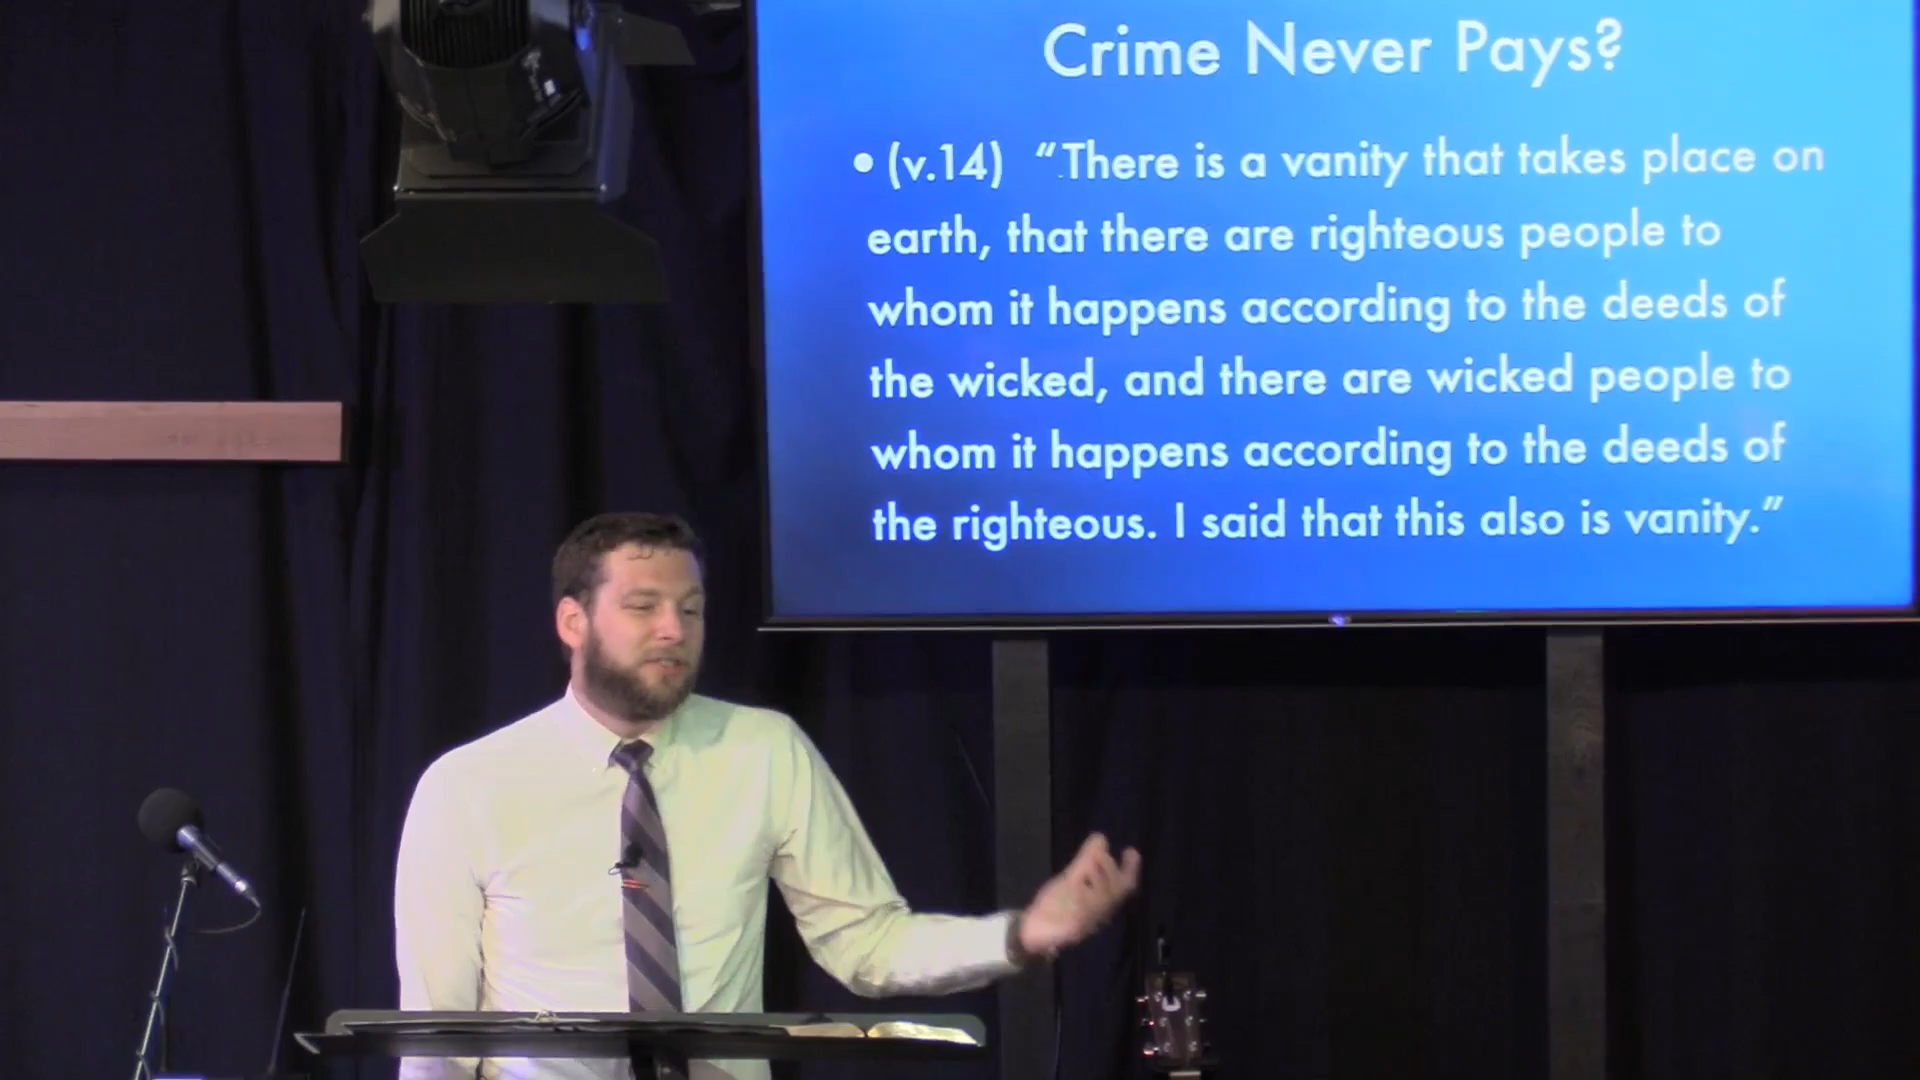 Crime Never Pays?
• (v.14) “There is a vanity that takes place on
earth, that there are righteous people to
whom it happens according to the deeds of
the wicked, and there are wicked people to
whom it happens according to the deeds of
the righteous. I said that this also is vanity.”